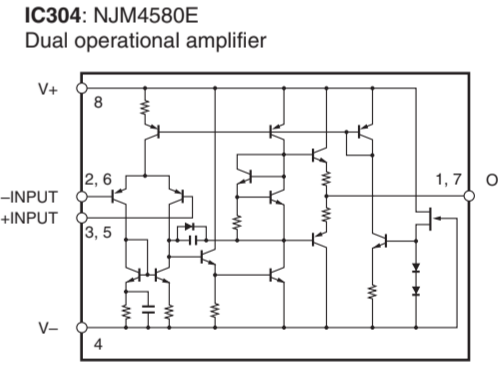 IC304: NJM4580E
Dual operational amplifier
V+
8
2, 6
1, 7
O
–INPUT
+INPUT
3, 5
V–
4